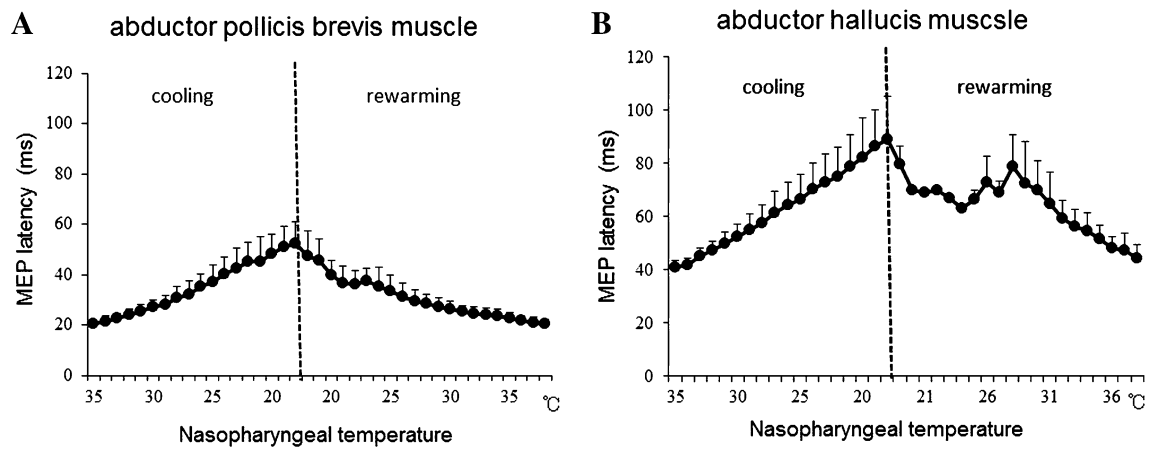 A
abductor pollicis brevis muscle
MEP latency (ms)
120
100
80
60
40
20
0
cooling
rewarming
35 30 25 20 20 25 30 35 ℃
Nasopharyngeal temperature
B
abductor hallucis muscsle
MEP latency (ms)
120
100
80
60
40
20
0
cooling
rewarming
35 30 25 20 21 26 31 36 ℃
Nasopharyngeal temperature